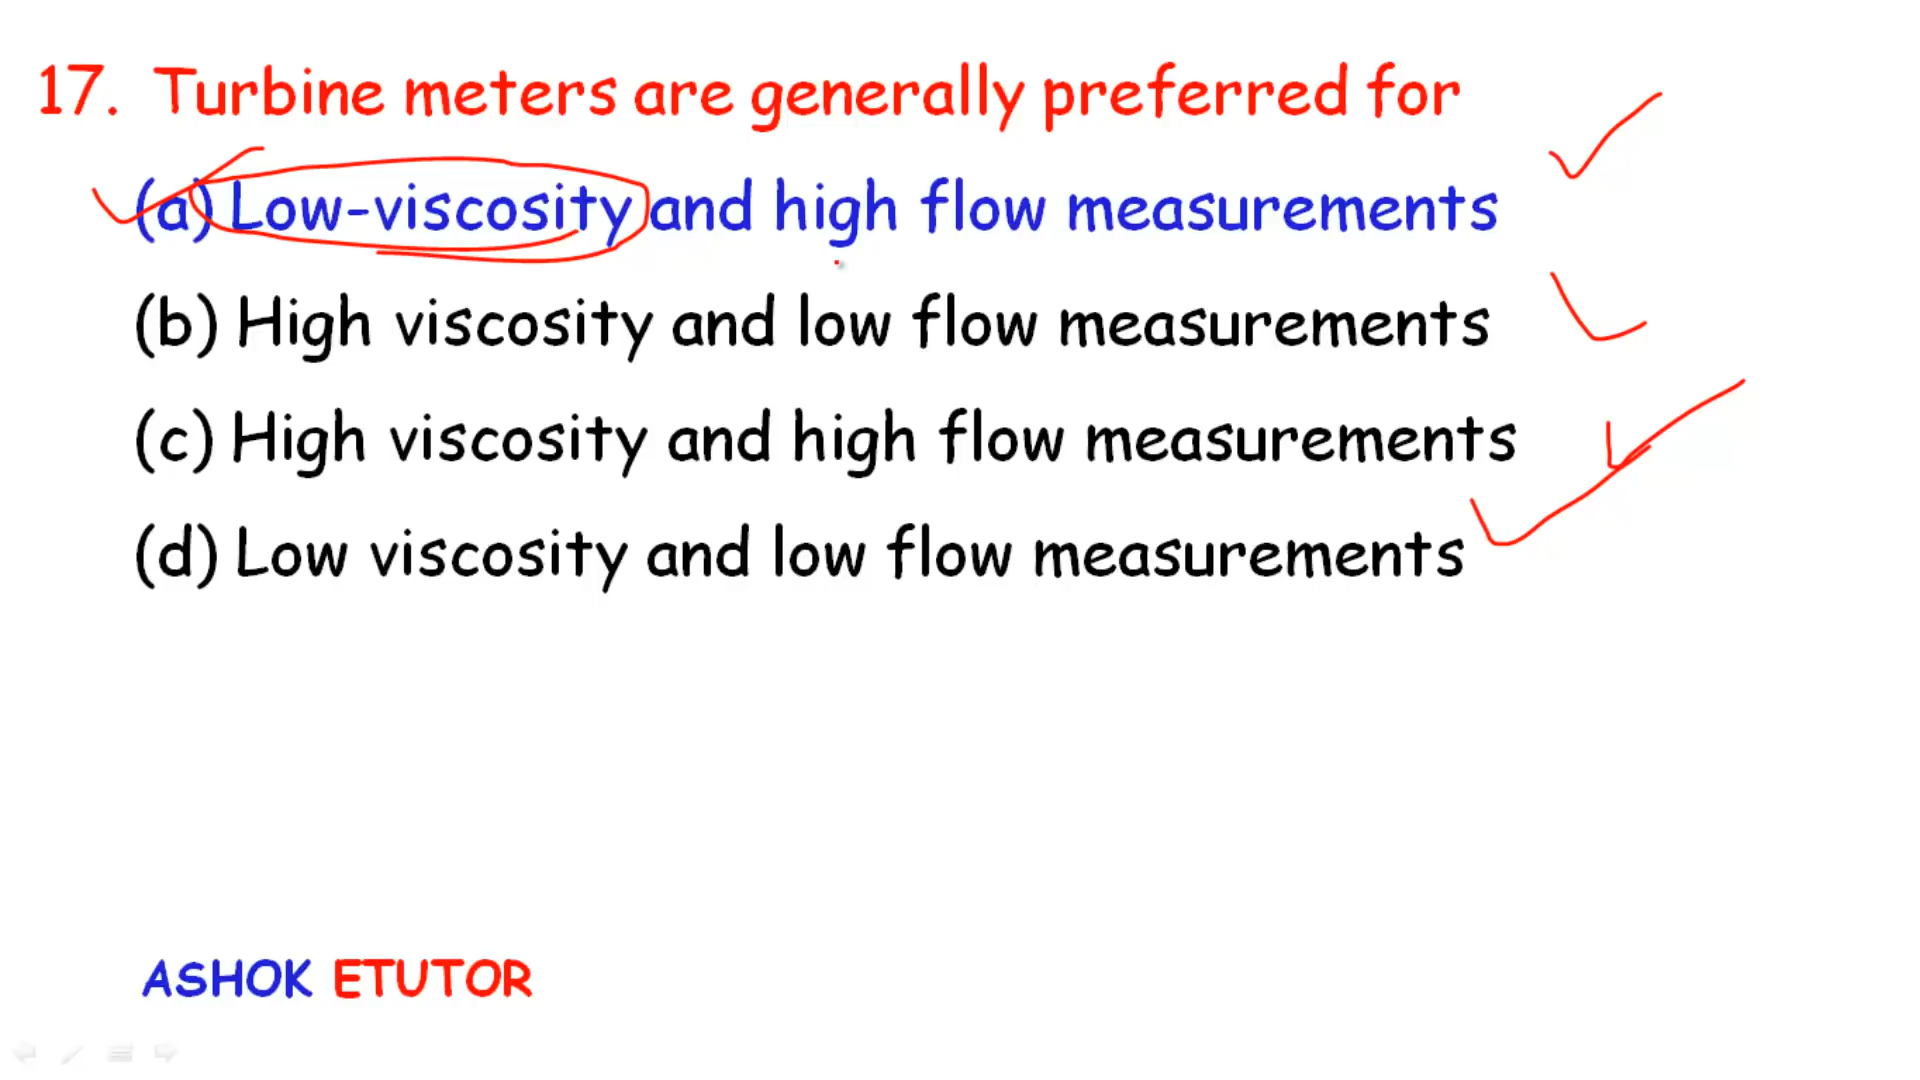 17. Turbine meters are generally preferred for
(a) Low-viscosity and high flow measurements
(b) High viscosity and low flow measurements
(c) High viscosity and high flow measurements
(d) Low viscosity and low flow measurements
ASHOK ETUTOR